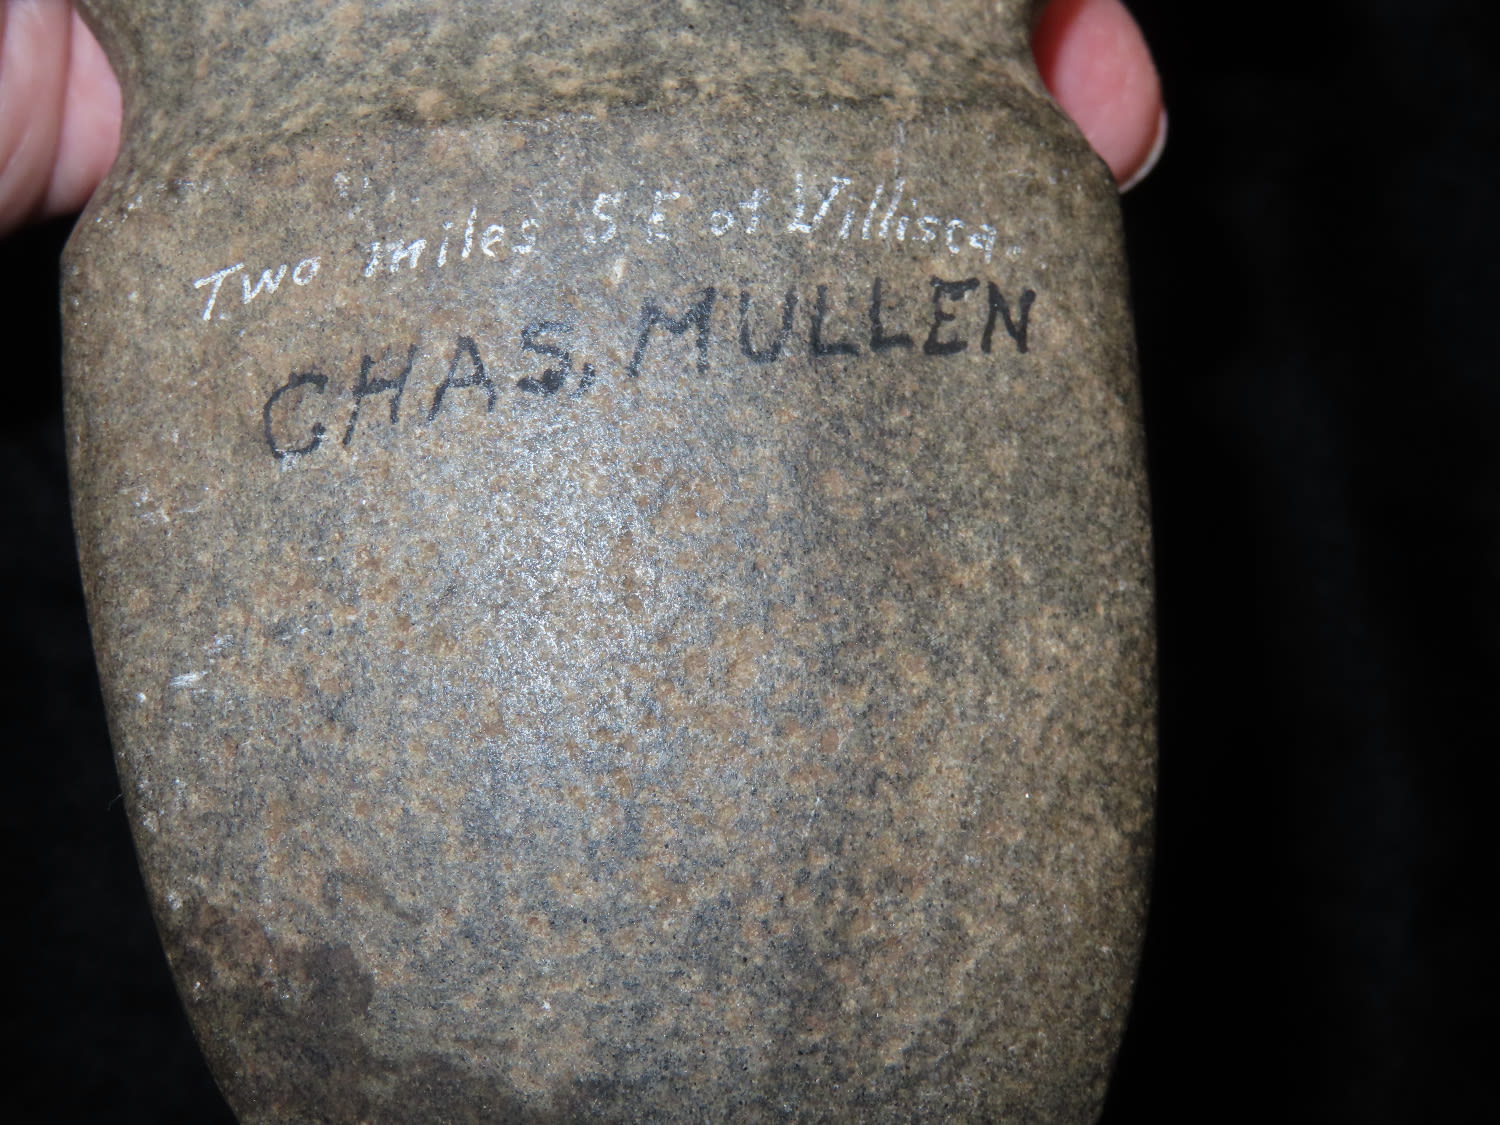 Two miles S.E of Villisca.
CHAS. MULLEN